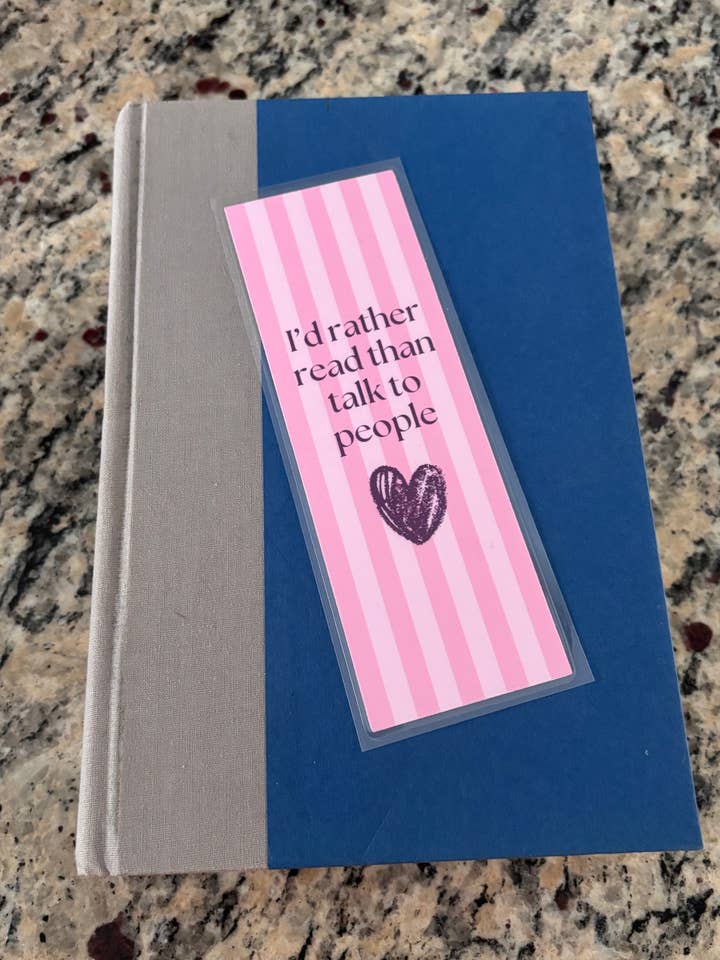 I'd rather
read than
talk to
people